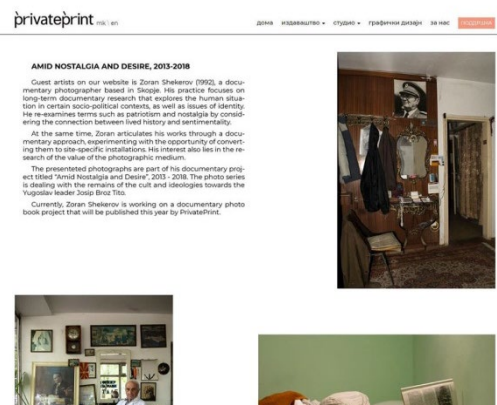 privateprint mk | en
дома издаваштво студио графички дизајн за нас подкрепи
AMID NOSTALGIA AND DESIRE, 2013-2018
Guest artists on our website is Zoran Shekerov (1992), a docu-
mentary photographer based in Skopje. His practice focuses on
long-term documentary research that explores the human situa-
tion in certain socio-political contexts, as well as issues of identity.
He re-examines terms such as patriotism and nostalgia by consid-
ering the connection between lived history and sentimentality.
At the same time, Zoran articulates his works through a docu-
mentary approach, experimenting with the opportunity of convert-
ing them to site-specific installations. His interest also lies in the re-
search of the value of the photographic medium.
The presenteted photographs are part of his documentary proj-
ect titled "Amid Nostalgia and Desire", 2013 - 2018. The photo series
is dealing with the remains of the cult and ideologies towards the
Yugoslav leader Josip Broz Tito.
Currently, Zoran Shekerov is working on a documentary photo
book project that will be published this year by PrivatePrint.